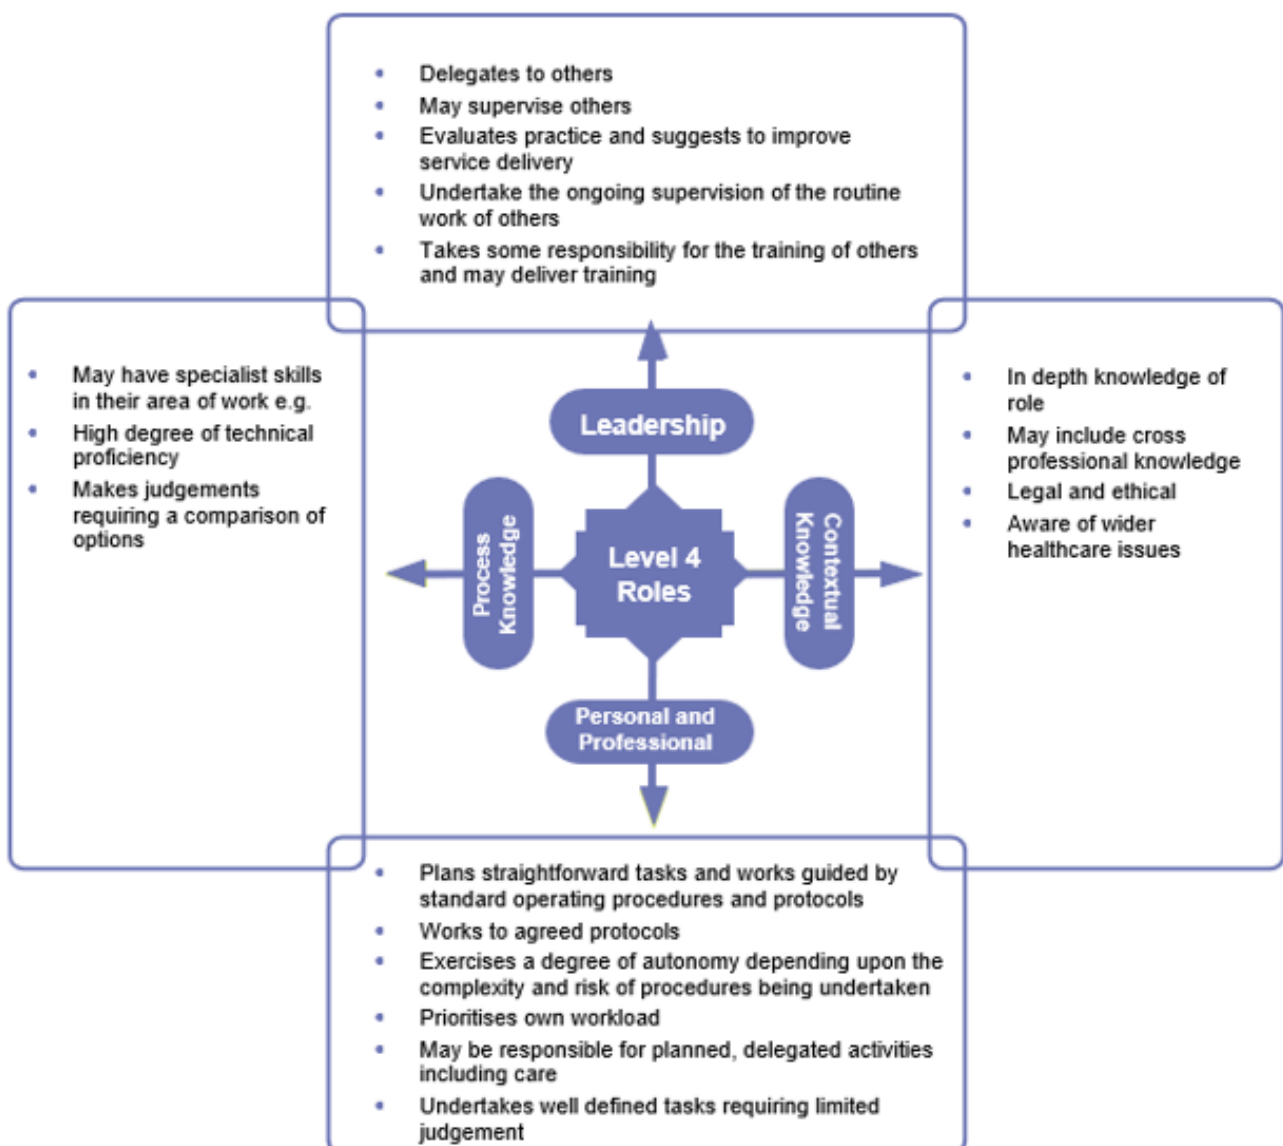 • Delegates to others
• May supervise others
• Evaluates practice and suggests to improve
service delivery
• Undertake the ongoing supervision of the routine
work of others
• Takes some responsibility for the training of others
and may deliver training
• May have specialist skills
in their area of work e.g.
• High degree of technical
proficiency
• Makes judgements
requiring a comparison of
options
Leadership
Process
Knowledge
Level 4
Roles
Contextual
Knowledge
Personal and
Professional
• In depth knowledge of
role
• May include cross
professional knowledge
• Legal and ethical
• Aware of wider
healthcare issues
• Plans straightforward tasks and works guided by
standard operating procedures and protocols
• Works to agreed protocols
• Exercises a degree of autonomy depending upon the
complexity and risk of procedures being undertaken
• Prioritises own workload
• May be responsible for planned, delegated activities
including care
• Undertakes well defined tasks requiring limited
judgement